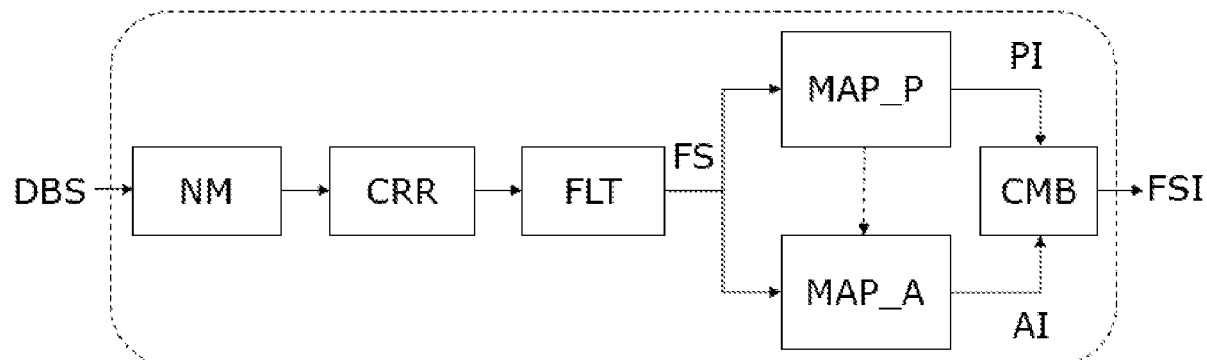 DBS
NM
CRR
FLT
FS
MAP_P
MAP_A
PI
AI
CMB
FSI